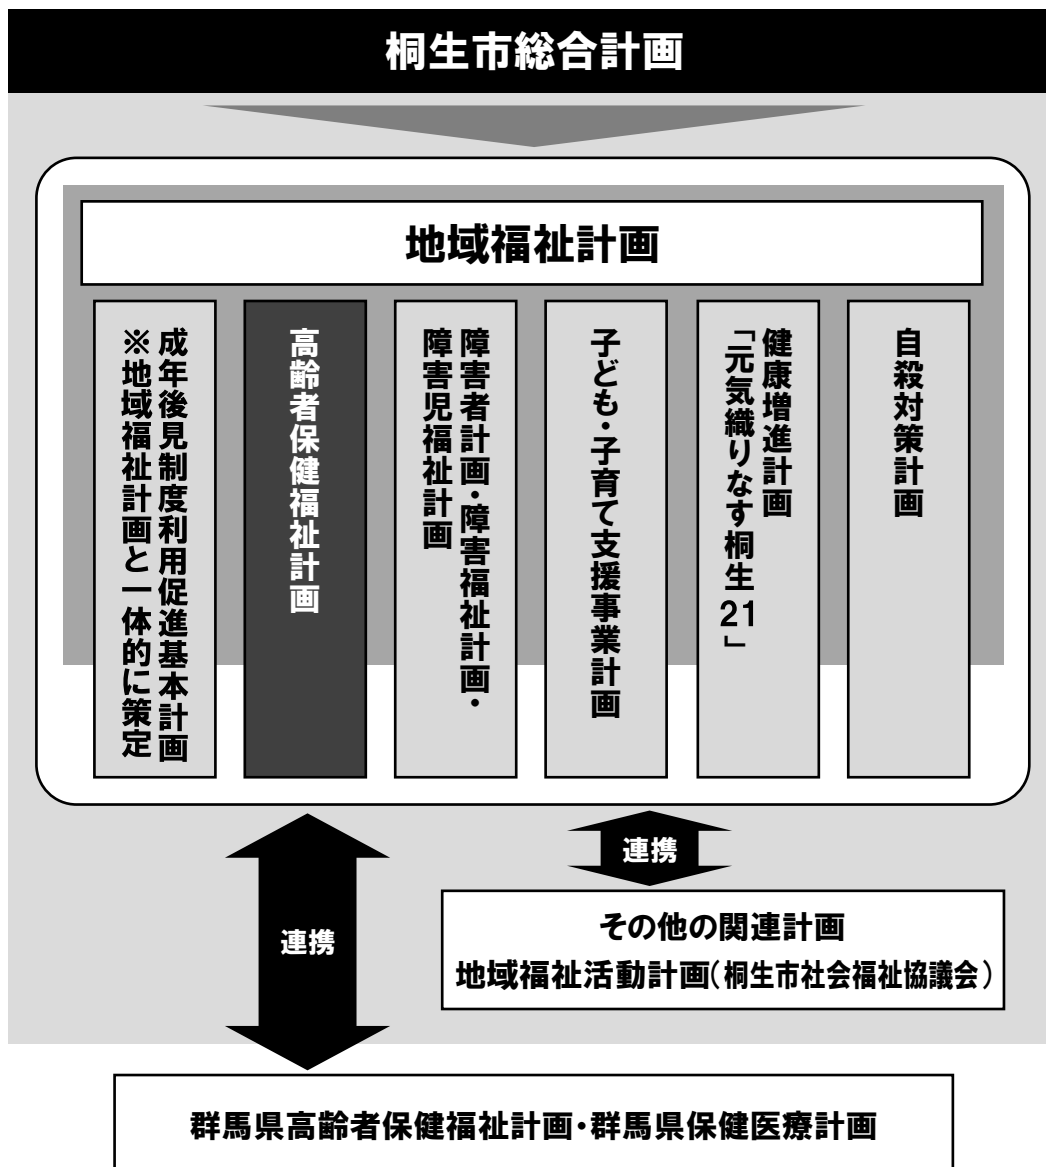 桐生市総合計画
地域福祉計画
成年後見制度利用促進基本計画
※地域福祉計画と一体的に策定
高齢者保健福祉計画
障害者計画・障害福祉計画・
障害児福祉計画
子ども・子育て支援事業計画
健康増進計画
「元気織りなす桐生21」
自殺対策計画
連携
連携
その他の関連計画
地域福祉活動計画（桐生市社会福祉協議会）
群馬県高齢者保健福祉計画・群馬県保健医療計画